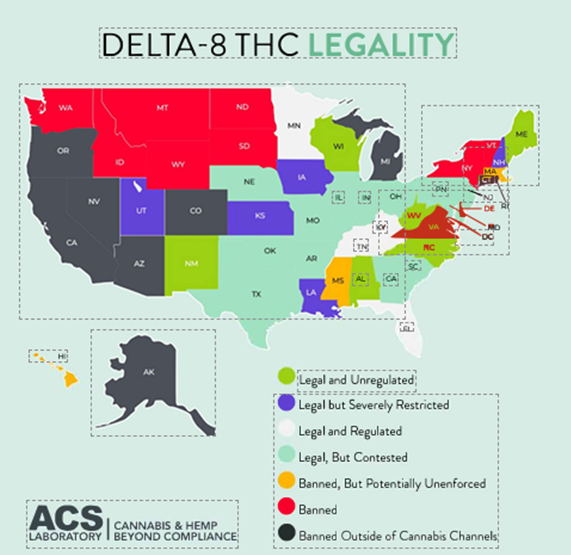 DELTA-8 THC LEGALITY
WA
MT
ND
MN
OR
ID
WY
SD
WI
MI
ME
VT
NH
NY
MA
CT
RI
NV
UT
CO
NE
IA
IL
IN
OH
PN
NJ
DE
MD
DC
CA
AZ
NM
KS
MO
KY
WV
VA
OK
AR
TN
NC
TX
LA
MS
AL
GA
SC
FL
AK
HI
Legal and Unregulated
Legal but Severely Restricted
Legal and Regulated
Legal, But Contested
Banned, But Potentially Unenforced
Banned
Banned Outside of Cannabis Channels
ACS
LABORATORY
CANNABIS & HEMP
BEYOND COMPLIANCE